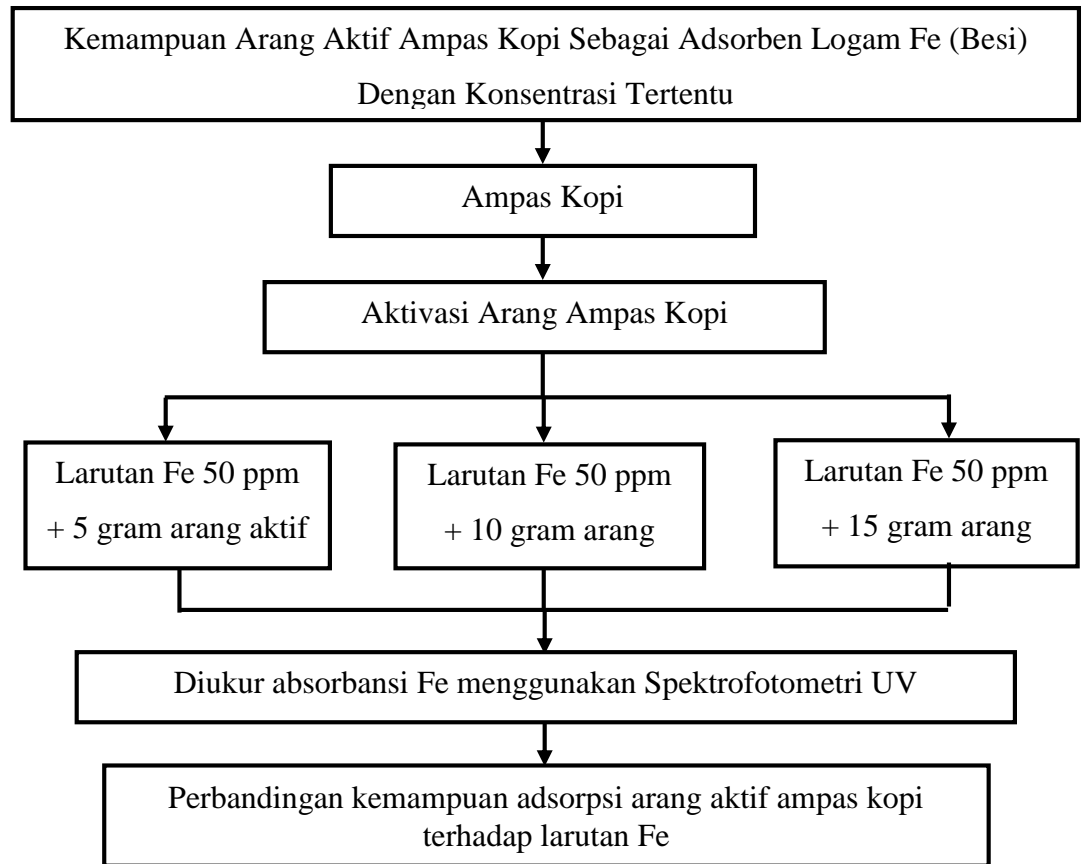 Kemampuan Arang Aktif Ampas Kopi Sebagai Adsorben Logam Fe (Besi)
Dengan Konsentrasi Tertentu
Ampas Kopi
Aktivasi Arang Ampas Kopi
Larutan Fe 50 ppm
+ 5 gram arang aktif
Larutan Fe 50 ppm
+ 10 gram arang
Larutan Fe 50 ppm
+ 15 gram arang
Diukur absorbansi Fe menggunakan Spektrofotometri UV
Perbandingan kemampuan adsorpsi arang aktif ampas kopi
terhadap larutan Fe